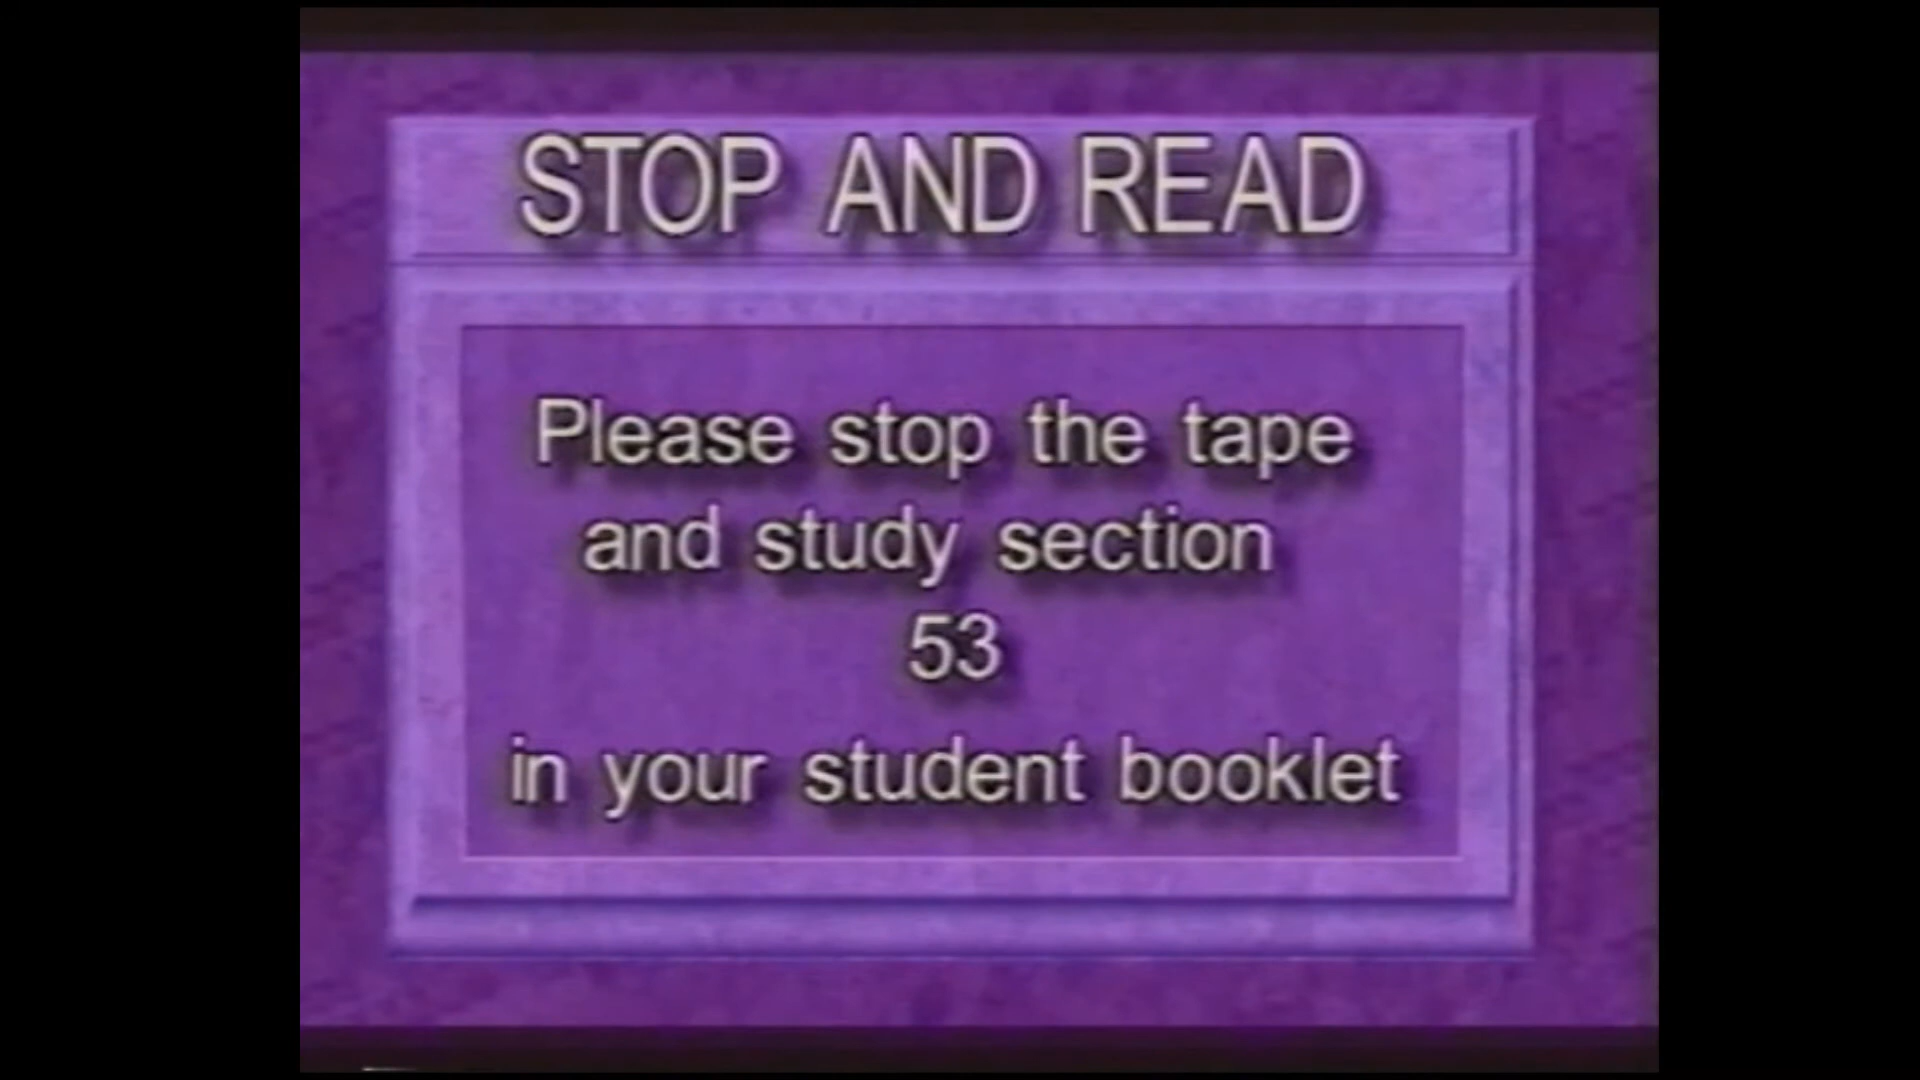 STOP AND READ
Please stop the tape
and study section
53
in your student booklet